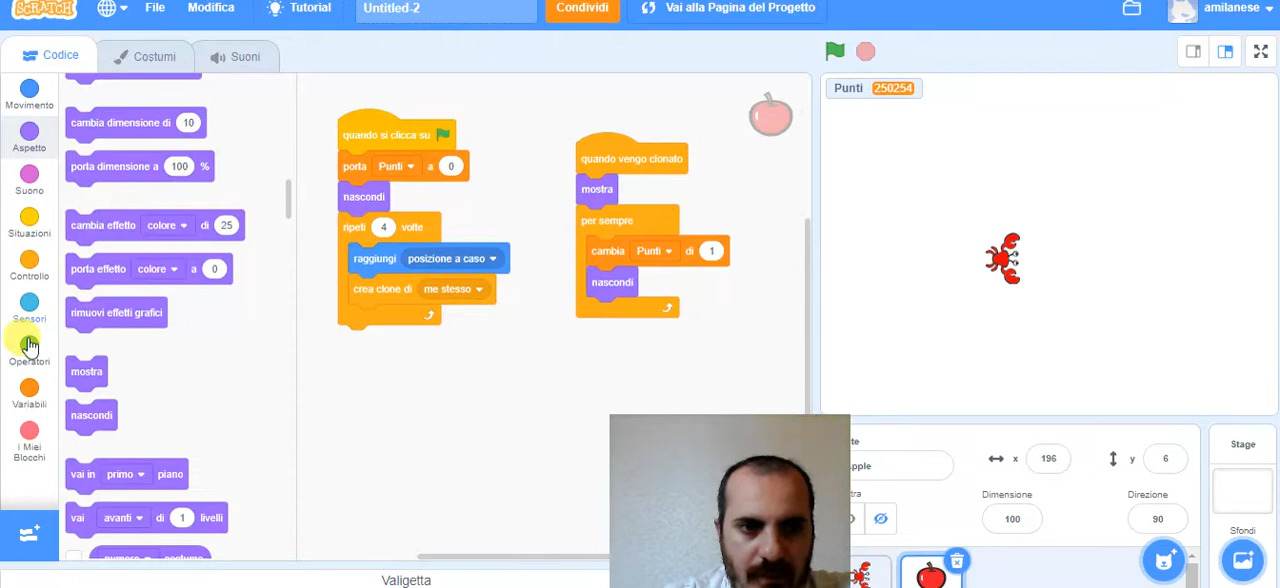 SCRATCH File Modifica Tutorial Untitled-2 Condividi Vai alla Pagina del Progetto amilanese
Codice Costumi Suoni
Movimento
Aspetto
Suono
Situazioni
Controllo
Sensori
Operatori
Variabili
I Miei
Blocchi
cambia dimensione di 10
porta dimensione a 100 %
cambia effetto colore di 25
porta effetto colore a 0
rimuovi effetti grafici
mostra
nascondi
vai in primo piano
vai avanti di 1 livelli
numero costume
quando si clicca su
porta Punti a 0
nascondi
ripeti 4 volte
raggiungi posizione a caso
crea clone di me stesso
quando vengo clonato
mostra
per sempre
cambia Punti di 1
nascondi
Valigetta
Punti 250254
Apple
x 196
y 6
Dimensione
100
Direzione
90
Stage
Sfondi